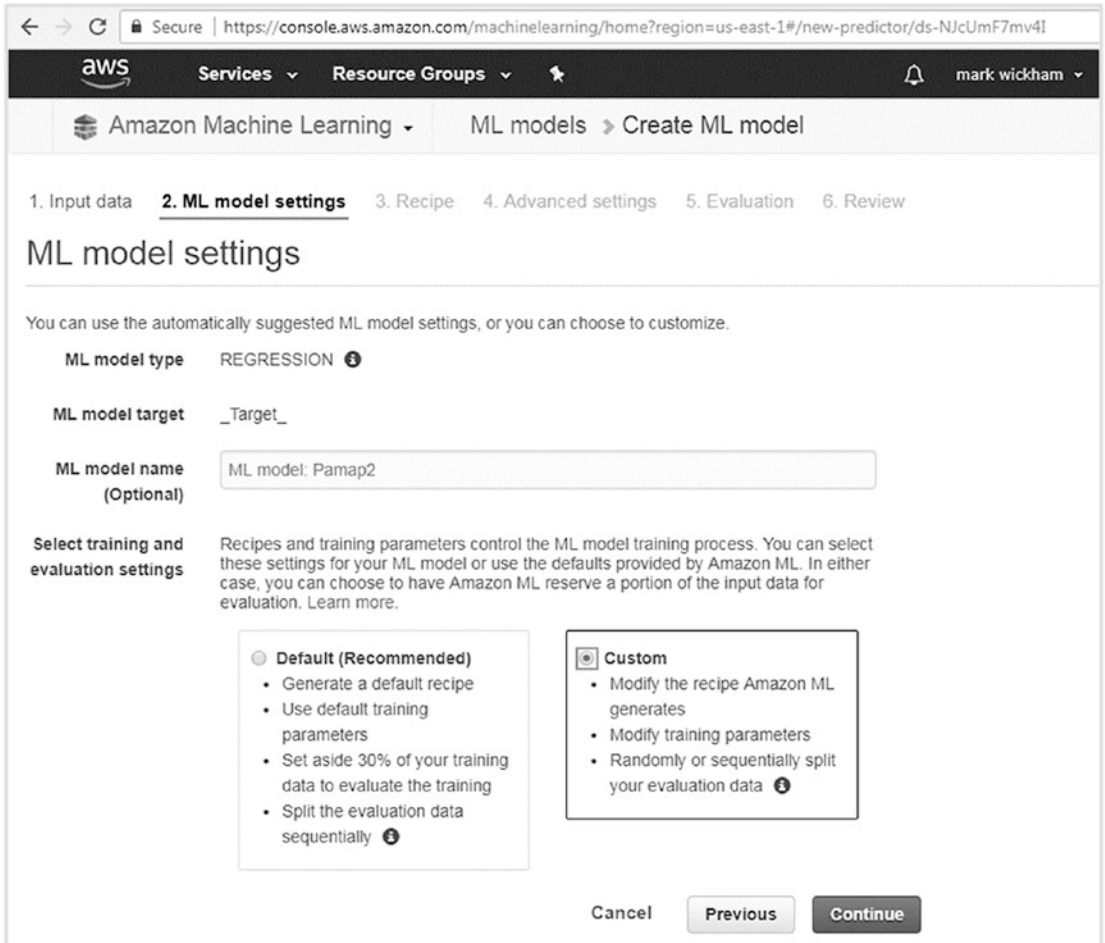 Secure | https://console.aws.amazon.com/machinelearning/home?region=us-east-1#/new-predictor/ds-NJcUmF7mv4I
aws Services Resource Groups mark wickham
Amazon Machine Learning ML models > Create ML model
1. Input data 2. ML model settings 3. Recipe 4. Advanced settings 5. Evaluation 6. Review
ML model settings
You can use the automatically suggested ML model settings, or you can choose to customize.
ML model type REGRESSION
ML model target _Target_
ML model name
(Optional)
ML model: Pamap2
Select training and
evaluation settings
Recipes and training parameters control the ML model training process. You can select
these settings for your ML model or use the defaults provided by Amazon ML. In either
case, you can choose to have Amazon ML reserve a portion of the input data for
evaluation. Learn more.
Default (Recommended)
• Generate a default recipe
• Use default training
parameters
• Set aside 30% of your training
data to evaluate the training
• Split the evaluation data
sequentially
Custom
• Modify the recipe Amazon ML
generates
• Modify training parameters
• Randomly or sequentially split
your evaluation data
Cancel Previous Continue